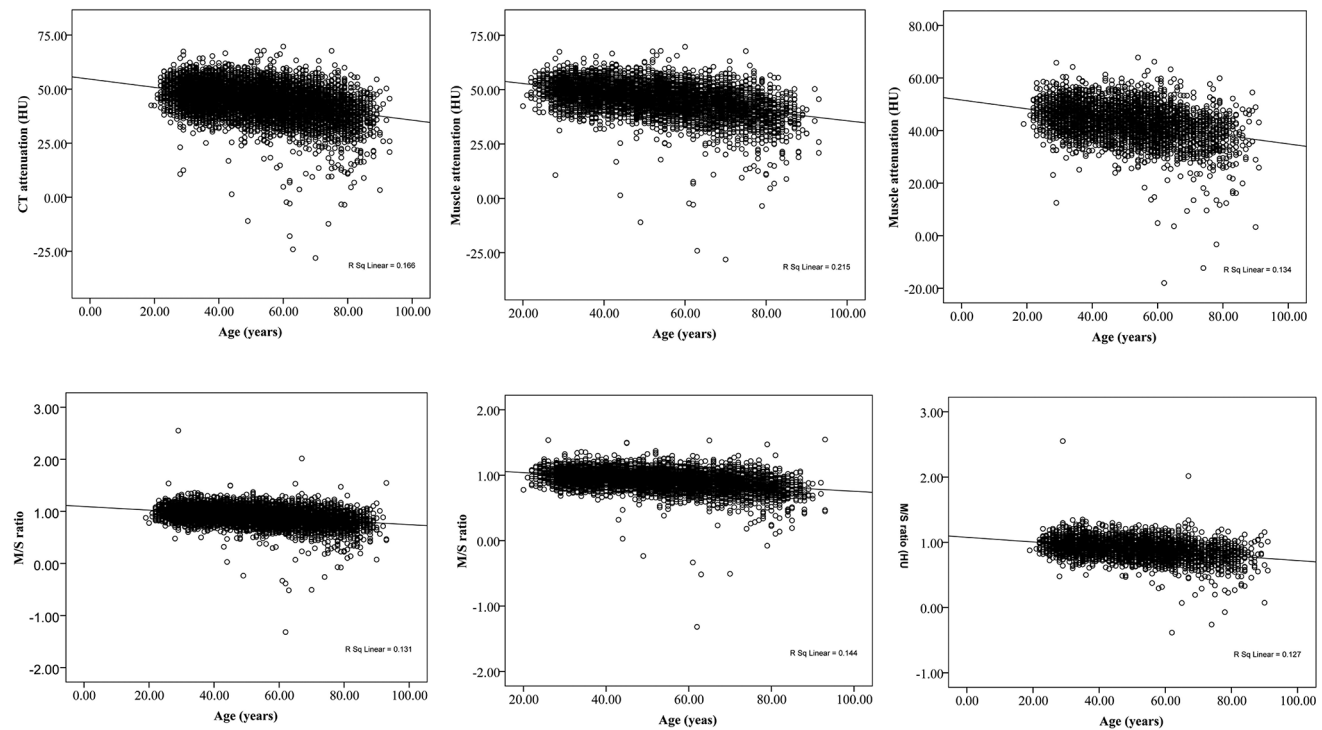 75.00
50.00
25.00
0.00
-25.00
CT attenuation (HU)
R Sq Linear = 0.166
0.00 20.00 40.00 60.00 80.00 100.00
Age (years)
75.00
50.00
25.00
0.00
-25.00
Muscle attenuation (HU)
R Sq Linear = 0.215
20.00 40.00 60.00 80.00 100.00
Age (years)
80.00
60.00
40.00
20.00
0.00
-20.00
Muscle attenuation (HU)
R Sq Linear = 0.134
0.00 20.00 40.00 60.00 80.00 100.00
Age (years)
3.00
2.00
1.00
0.00
-1.00
-2.00
M/S ratio
R Sq Linear = 0.131
0.00 20.00 40.00 60.00 80.00 100.00
Age (years)
2.00
1.00
0.00
-1.00
-2.00
M/S ratio
R Sq Linear = 0.144
20.00 40.00 60.00 80.00 100.00
Age (yeas)
3.00
2.00
1.00
0.00
-1.00
M/S ratio (HU
R Sq Linear = 0.127
0.00 20.00 40.00 60.00 80.00 100.00
Age (years)